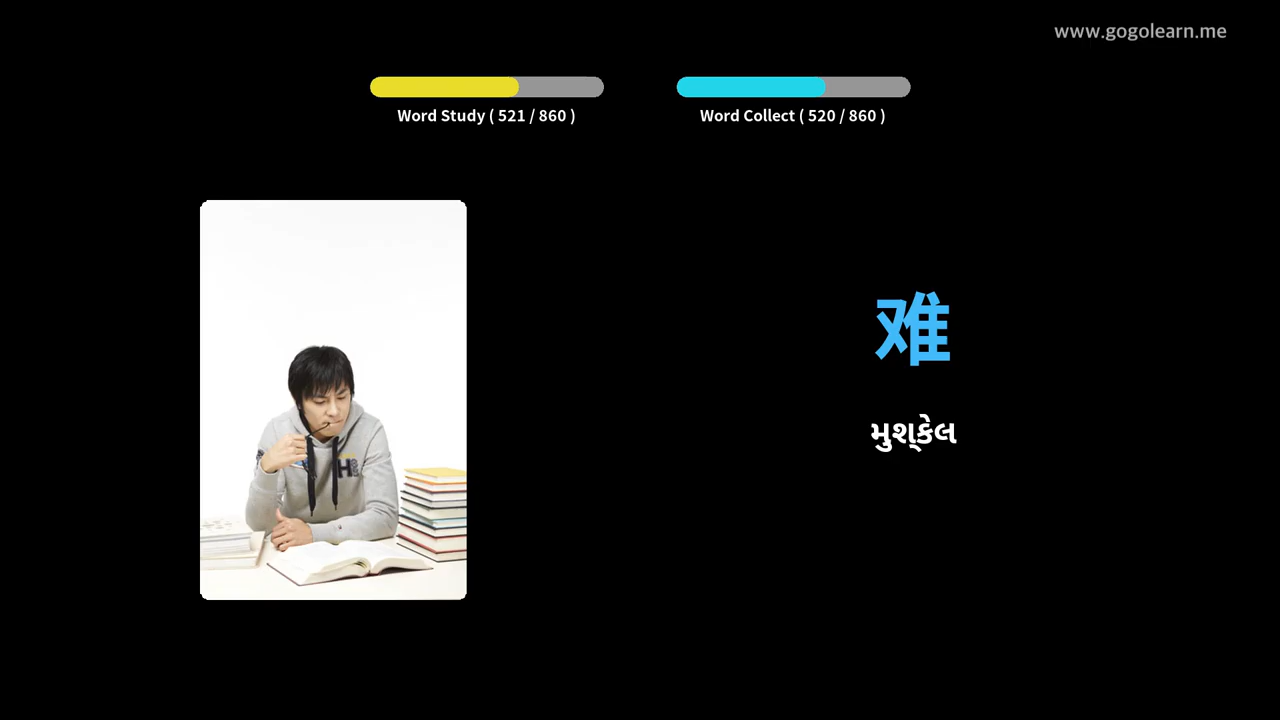 www.gogolearn.me
Word Study ( 521 / 860 )
Word Collect ( 520 / 860 )
难
મુશ્કેલ
H